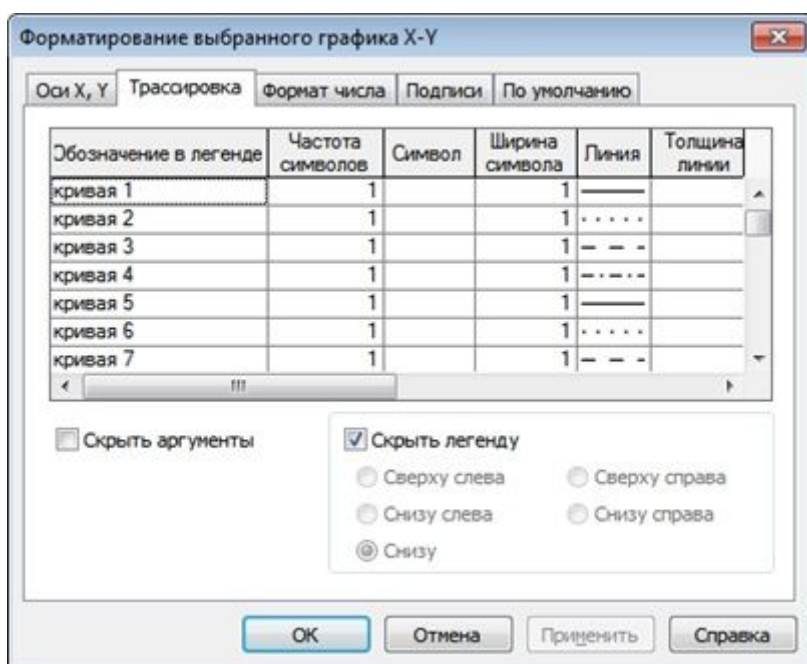 Форматирование выбранного графика X-Y
Оси X, Y Трассировка Формат числа Подписи По умолчанию
Обозначение в легенде Частота символов Символ Ширина символа Линия Толщина линии
кривая 1 1 1
кривая 2 1 1
кривая 3 1 1
кривая 4 1 1
кривая 5 1 1
кривая 6 1 1
кривая 7 1 1
Скрыть аргументы
Скрыть легенду
Сверху слева Сверху справа
Снизу слева Снизу справа
Снизу
ОК Отмена Применить Справка